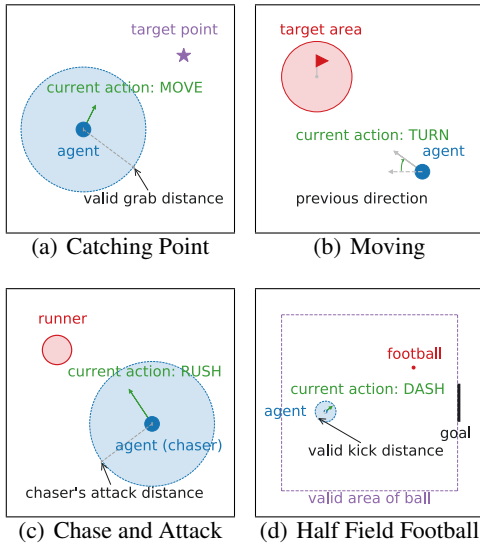 target point
current action: MOVE
agent
valid grab distance
(a) Catching Point
target area
current action: TURN
agent
previous direction
(b) Moving
runner
current action: RUSH
agent (chaser)
chaser's attack distance
(c) Chase and Attack
football
current action: DASH
agent
goal
valid kick distance
valid area of ball
(d) Half Field Football